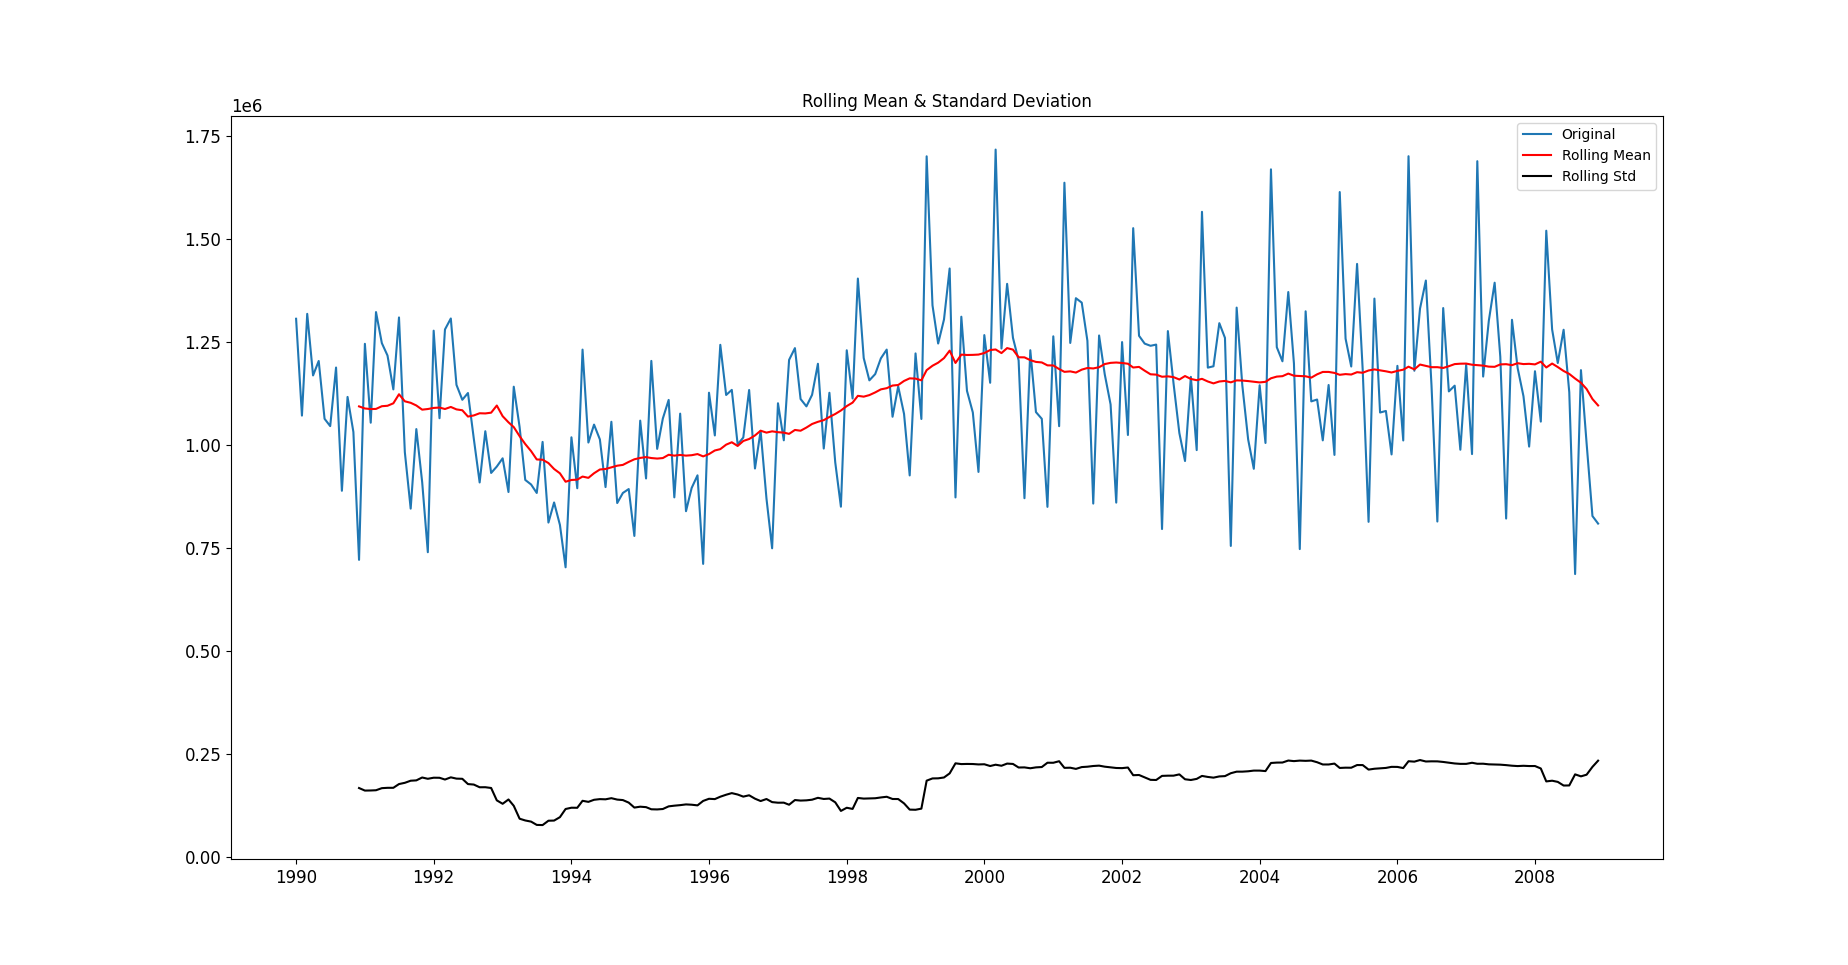 Rolling Mean & Standard Deviation
1e6
1.75
1.50
1.25
1.00
0.75
0.50
0.25
0.00
Original
Rolling Mean
Rolling Std
1990 1992 1994 1996 1998 2000 2002 2004 2006 2008